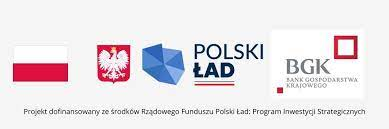 POLSKI
ŁAD
BGK
BANK GOSPODARSTWA
KRAJOWEGO
Projekt dofinansowany ze środków Rządowego Funduszu Polski Ład: Program Inwestycji Strategicznych